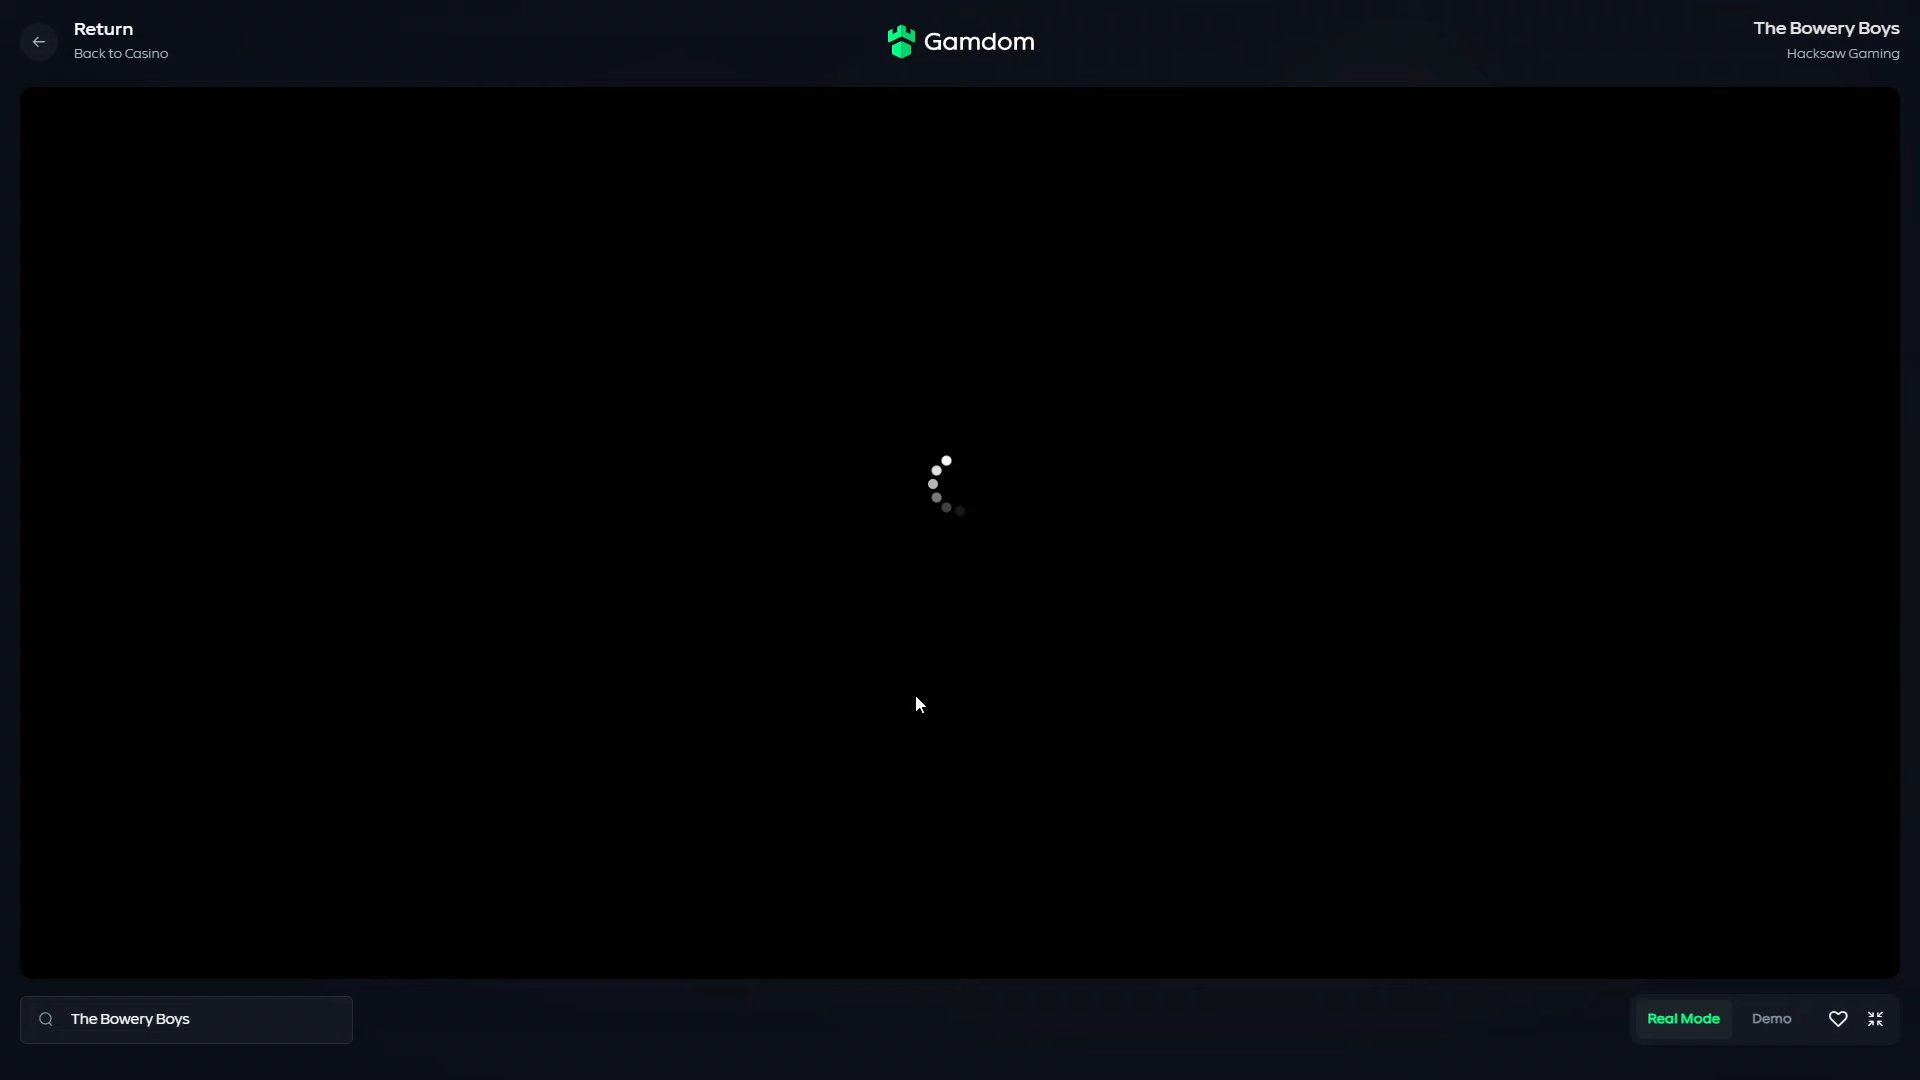 Return
Back to Casino
Gamdom
The Bowery Boys
Hacksaw Gaming
The Bowery Boys
Real Mode
Demo